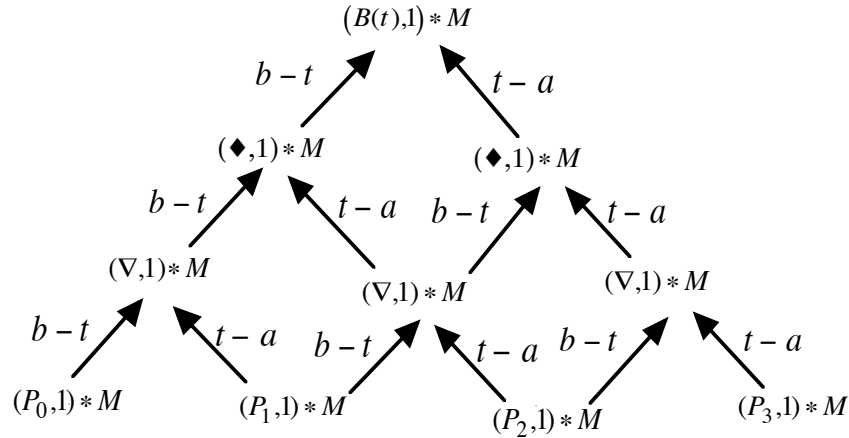 (B(t),1)∗M
b − t t − a
(♦,1)∗M (♦,1)∗M
b − t t − a b − t t − a
(∇,1)∗M (∇,1)∗M (∇,1)∗M
b − t t − a b − t t − a b − t t − a
(P₀,1)∗M (P₁,1)∗M (P₂,1)∗M (P₃,1)∗M